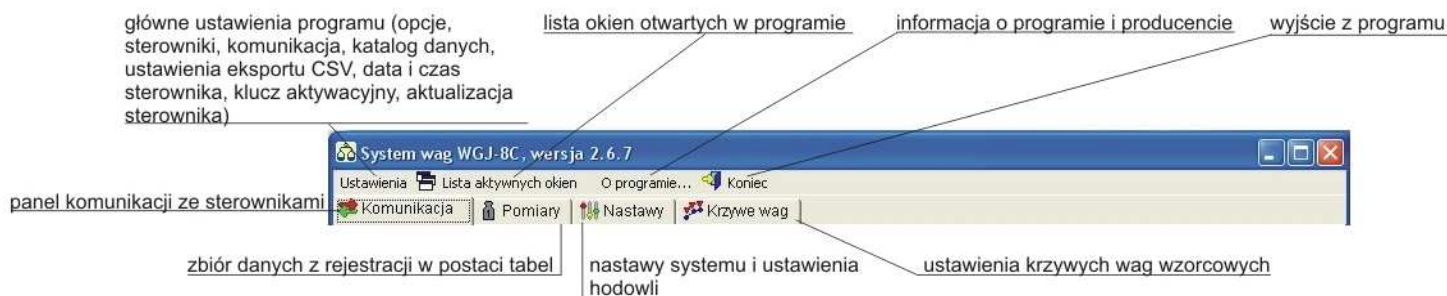 główne ustawienia programu (opcje,
sterowniki, komunikacja, katalog danych,
ustawienia eksportu CSV, data i czas
sterownika, klucz aktywacyjny, aktualizacja
sterownika)
lista okien otwartych w programie
informacja o programie i producencie
wyjście z programu
System wag WGJ-8C, wersja 2.6.7
Ustawienia Lista aktywnych okien O programie... Koniec
panel komunikacji ze sterownikami
Komunikacja Pomiary Nastawy Krzywe wag
zbiór danych z rejestracji w postaci tabel
nastawy systemu i ustawienia
hodowli
ustawienia krzywych wag wzorcowych